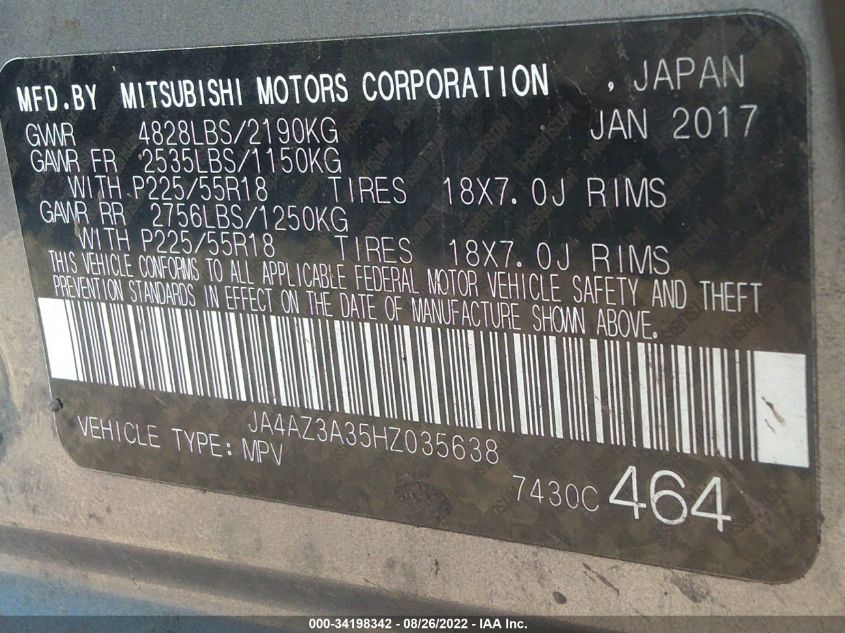 MFD.BY MITSUBISHI MOTORS CORPORATION , JAPAN
GVWR 4828LBS/2190KG JAN 2017
GAWR FR 2535LBS/1150KG
WITH P225/55R18 TIRES 18X7.0J RIMS
GAWR RR 2756LBS/1250KG
WITH P225/55R18 TIRES 18X7.0J RIMS
THIS VEHICLE CONFORMS TO ALL APPLICABLE FEDERAL MOTOR VEHICLE SAFETY AND THEFT
PREVENTION STANDARDS IN EFFECT ON THE DATE OF MANUFACTURE SHOWN ABOVE.
JA4AZ3A35HZ035638
VEHICLE TYPE: MPV
7430C 464
000-34198342 / 08/26/2022 - IAA Inc.